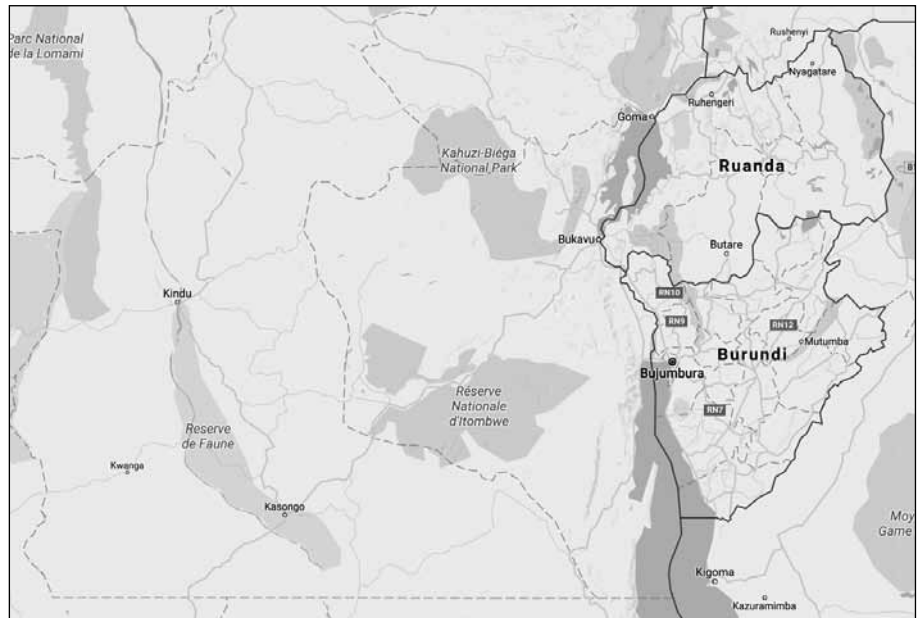 Parc National
de la Lomami
Rushenyi
Nyagatare
Ruhengeri
Goma
Kahuzi-Biéga
National Park
Ruanda
Bukavu
Butare
Kindu
RN10
RN9
RN12
Mutumba
Burundi
Bujumbura
Réserve
Nationale
d'Itombwe
RN7
Reserve
de Faune
Kwanga
Kasongo
Moy
Game
Kigoma
Kazuramimba